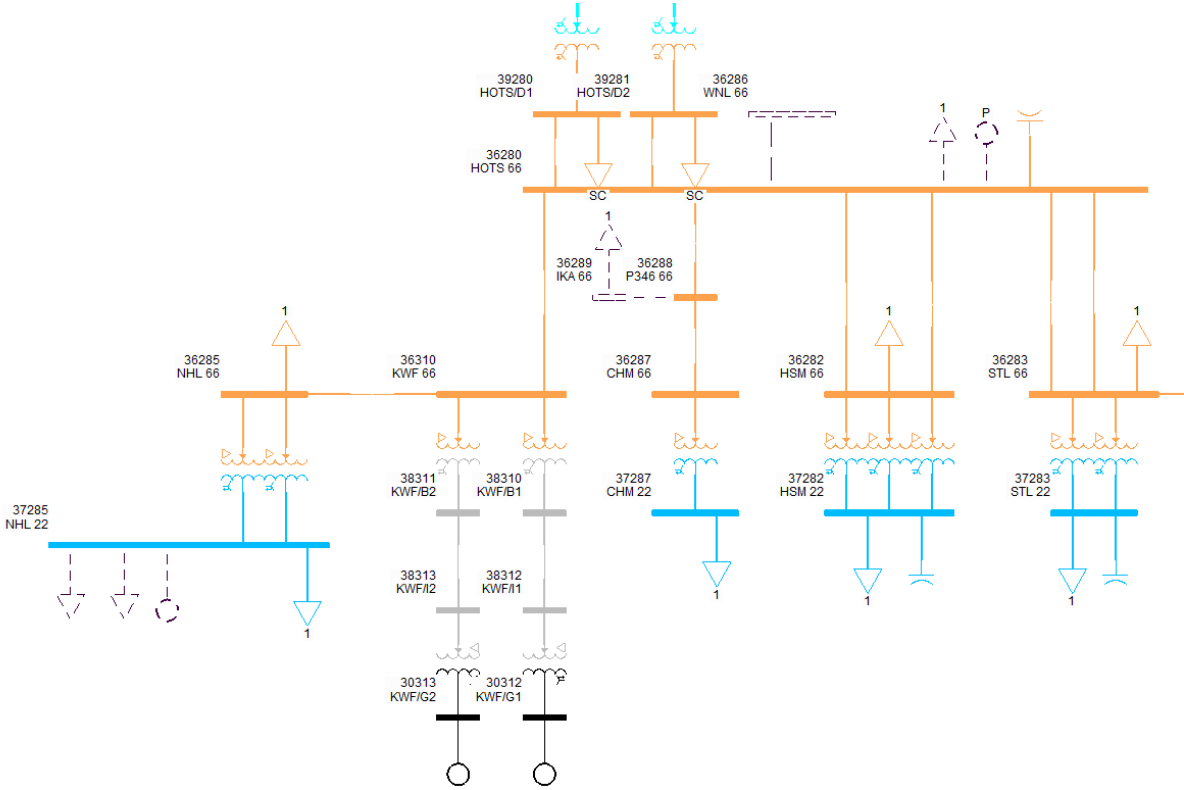 39280
HOTS/D1
39281
HOTS/D2
36286
WNL 66
1
P
36280
HOTS 66
SC
SC
1
36289
IKA 66
36288
P346 66
1
1
1
36285
NHL 66
36310
KWF 66
36287
CHM 66
36282
HSM 66
36283
STL 66
38311
KWF/B2
38310
KWF/B1
37287
CHM 22
37282
HSM 22
37283
STL 22
37285
NHL 22
38313
KWF/I2
38312
KWF/I1
1
1
1
1
30313
KWF/G2
30312
KWF/G1